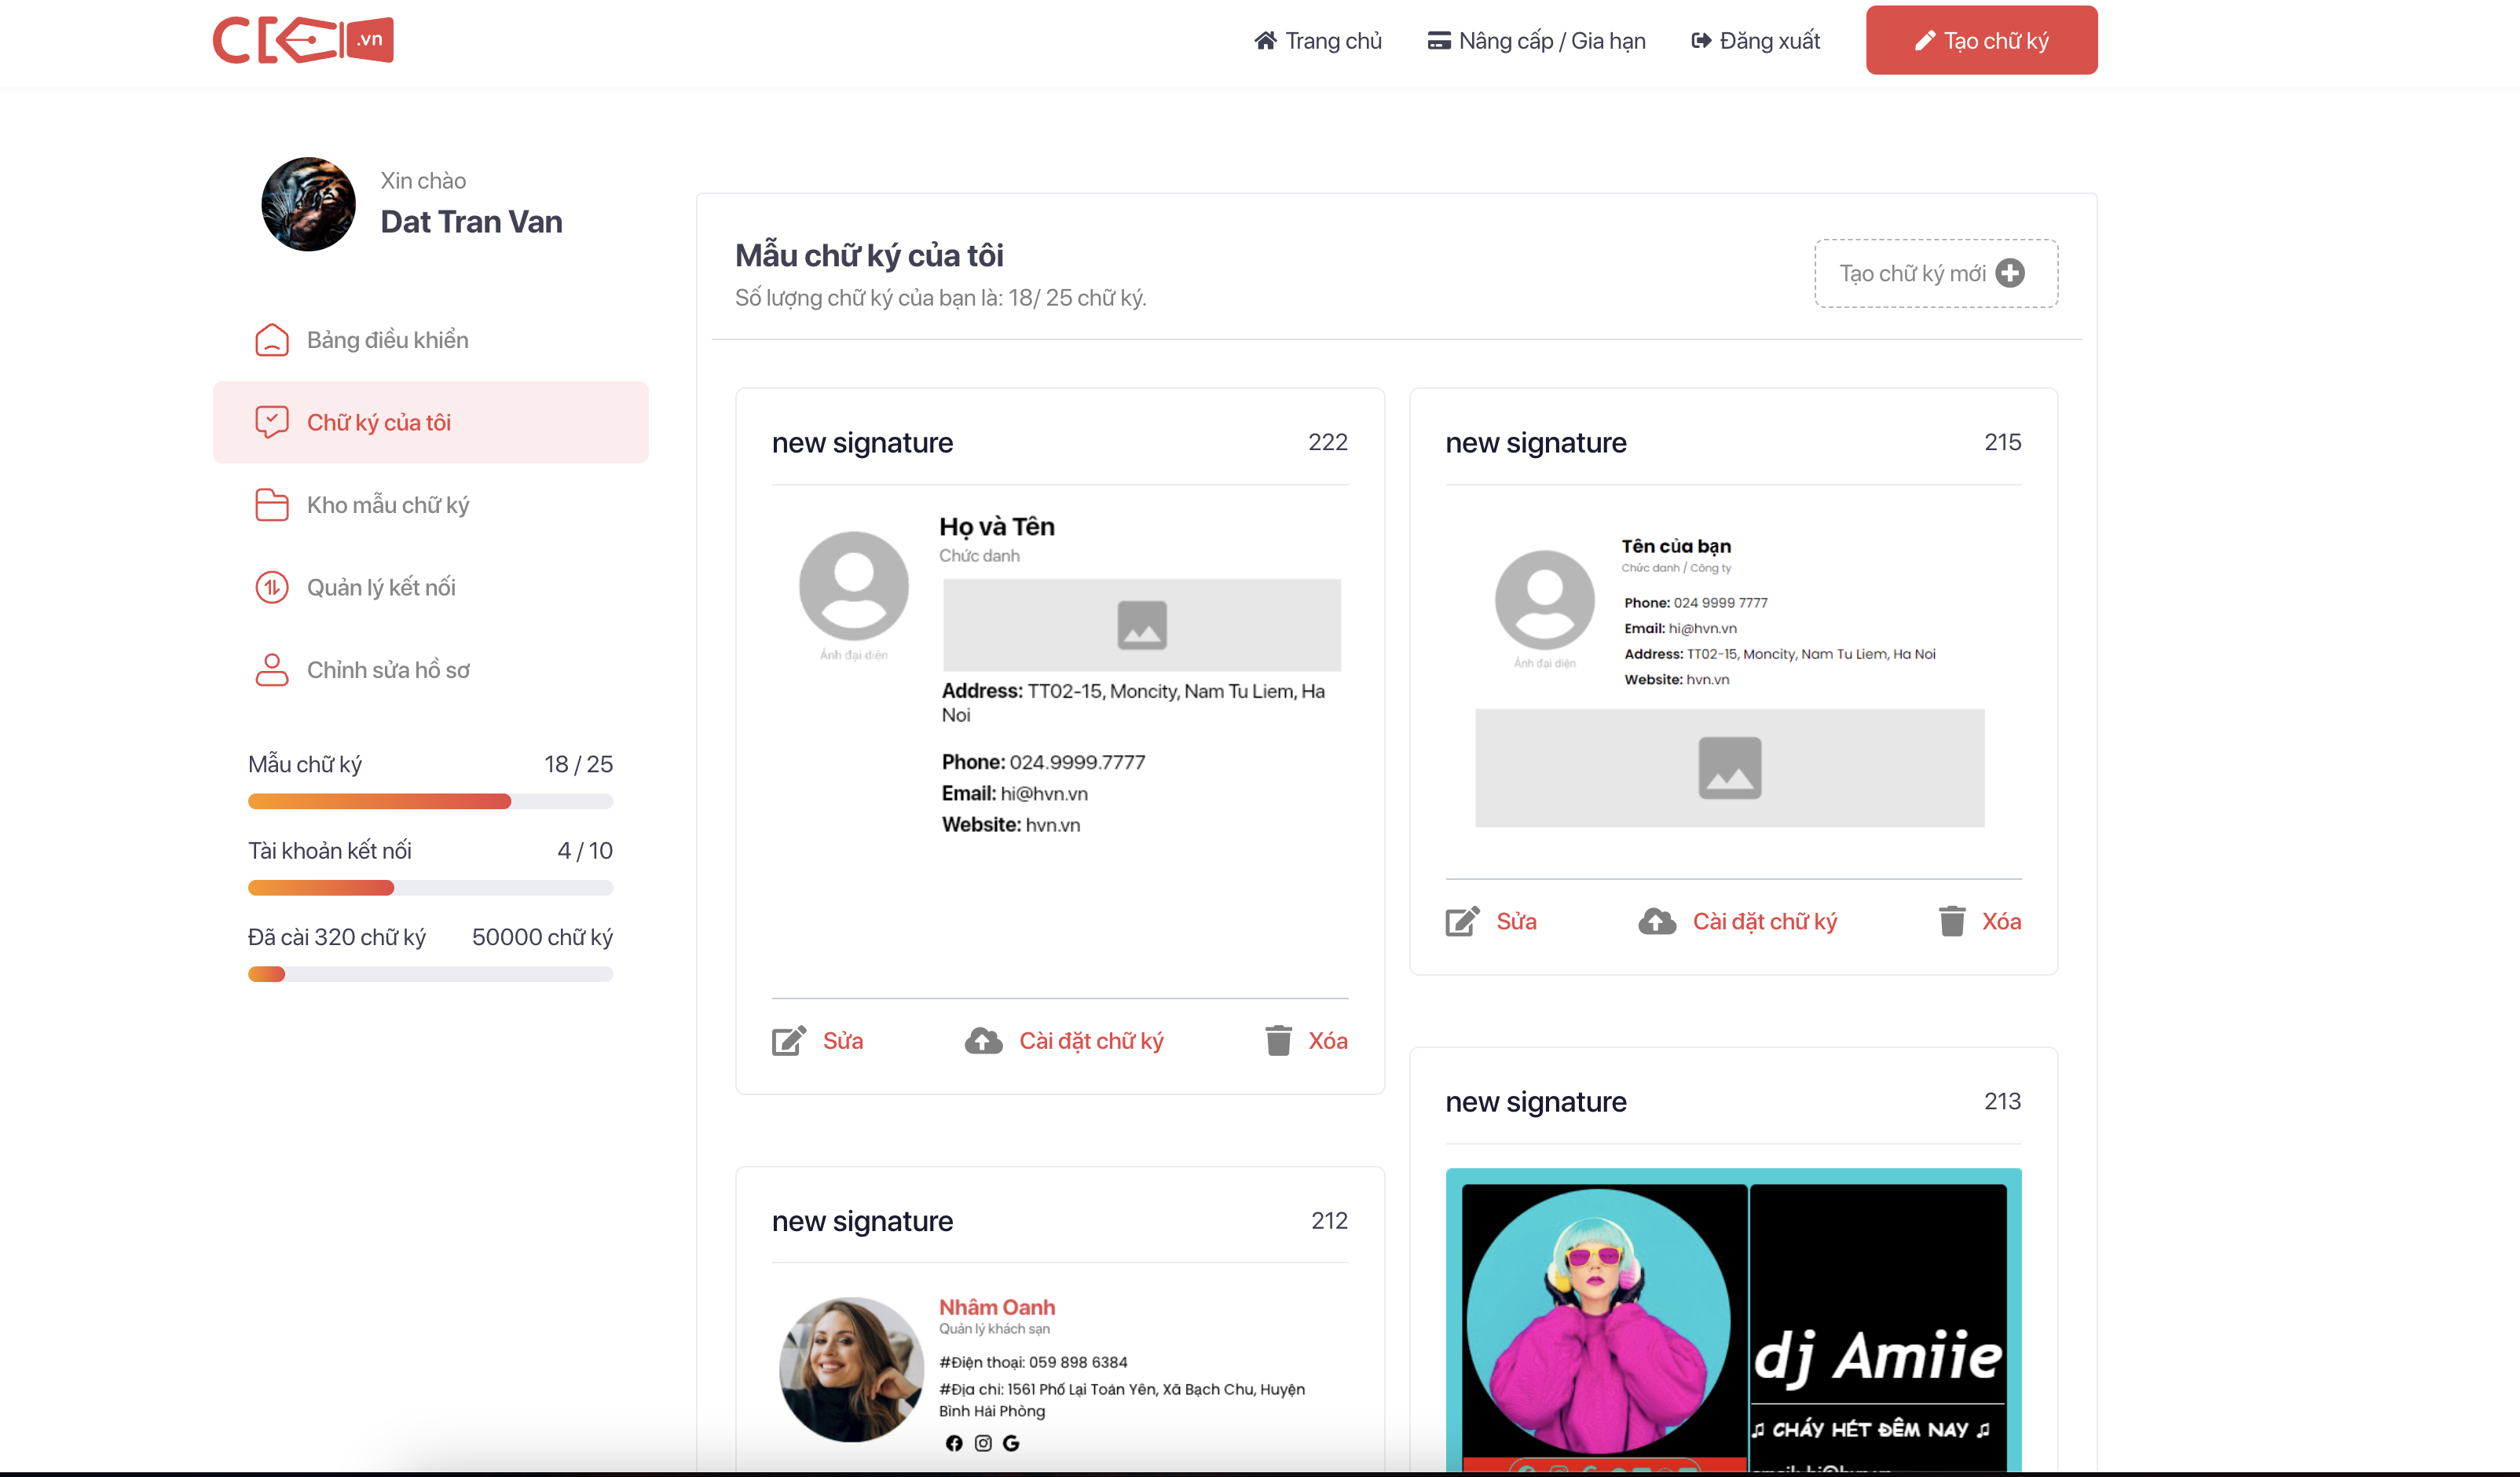 .vn
Trang chủ
Nâng cấp / Gia hạn
Đăng xuất
Tạo chữ ký
Xin chào
Dat Tran Van
Bảng điều khiển
Chữ ký của tôi
Kho mẫu chữ ký
Quản lý kết nối
Chỉnh sửa hồ sơ
Mẫu chữ ký 18 / 25
Tài khoản kết nối 4 / 10
Đã cài 320 chữ ký 50000 chữ ký
Mẫu chữ ký của tôi
Số lượng chữ ký của bạn là: 18/ 25 chữ ký.
Tạo chữ ký mới
new signature 222
Họ và Tên
Chức danh
Ảnh đại diện
Address: TT02-15, Moncity, Nam Tu Liem, Ha
Noi
Phone: 024.9999.7777
Email: hi@hvn.vn
Website: hvn.vn
Sửa
Cài đặt chữ ký
Xóa
new signature 215
Tên của bạn
Chức danh / Công ty
Ảnh đại diện
Phone: 024 9999 7777
Email: hi@hvn.vn
Address: TT02-15, Moncity, Nam Tu Liem, Ha Noi
Website: hvn.vn
Sửa
Cài đặt chữ ký
Xóa
new signature 212
Nhâm Oanh
Quản lý khách sạn
#Điện thoại: 059 898 6384
#Địa chỉ: 1561 Phố Lại Toản Yên, Xã Bạch Chu, Huyện
Bình Hải Phòng
new signature 213
dj Amiie
♫ CHÁY HẾT ĐÊM NAY ♫